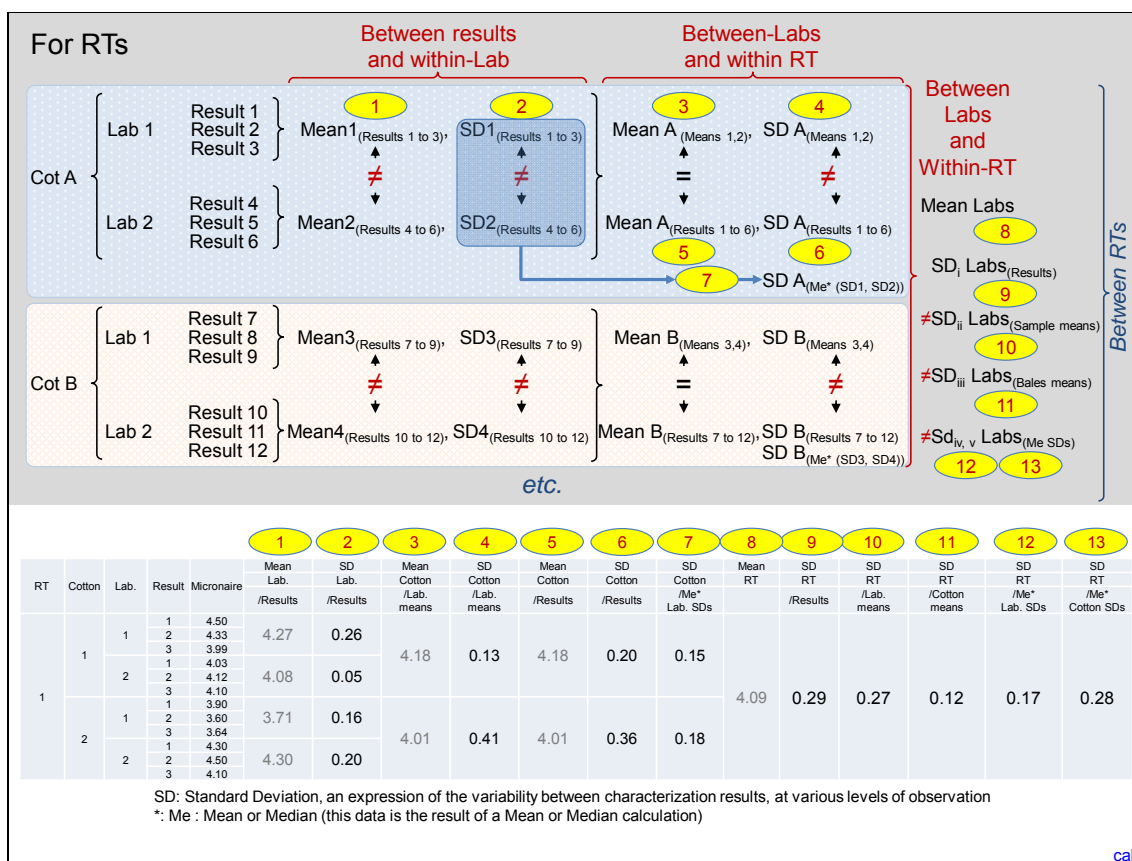 For RTs
Between results and within-Lab
Between-Labs and within RT
Between Labs and Within-RT
Between RTs
1 2 3 4
Cot A
Lab 1
Result 1
Result 2
Result 3
Mean1(Results 1 to 3), SD1(Results 1 to 3)
Mean A (Means 1,2), SD A(Means 1,2)
≠ ≠ = ≠
Lab 2
Result 4
Result 5
Result 6
Mean2(Results 4 to 6), SD2(Results 4 to 6)
Mean A(Results 1 to 6), SD A(Results 1 to 6)
5 6
7
SD A(Me* (SD1, SD2))
Cot B
Lab 1
Result 7
Result 8
Result 9
Mean3(Results 7 to 9), SD3(Results 7 to 9)
Mean B(Means 3,4), SD B(Means 3,4)
≠ ≠ = ≠
Lab 2
Result 10
Result 11
Result 12
Mean4(Results 10 to 12), SD4(Results 10 to 12)
Mean B(Results 7 to 12), SD B(Results 7 to 12)
SD B(Me* (SD3, SD4))
Mean Labs
8
SDi Labs(Results)
9
≠SDii Labs(Sample means)
10
≠SDiii Labs(Bales means)
11
≠Sdiv, v Labs(Me SDs)
12 13
etc.
1 2 3 4 5 6 7 8 9 10 11 12 13
Mean SD Mean SD Mean SD SD Mean SD SD SD SD SD
RT Cotton Lab. Result Micronaire Lab. Lab. Cotton Cotton Cotton Cotton Cotton RT RT RT RT RT RT
/Results /Results /Lab. means /Lab. means /Results /Results /Me* Lab. SDs /Results /Lab. means /Cotton means /Me* Lab. SDs /Me* Cotton SDs
1 1 1 1 4.50 4.27 0.26 4.18 0.13 4.18 0.20 0.15 4.09 0.29 0.27 0.12 0.17 0.28
2 4.33
3 3.99
2 1 4.03 4.08 0.05
2 4.12
3 4.10
2 1 1 3.90 3.71 0.16 4.01 0.41 4.01 0.36 0.18
2 3.60
3 3.64
2 1 4.30 4.30 0.20
2 4.50
3 4.10
SD: Standard Deviation, an expression of the variability between characterization results, at various levels of observation
*: Me : Mean or Median (this data is the result of a Mean or Median calculation)